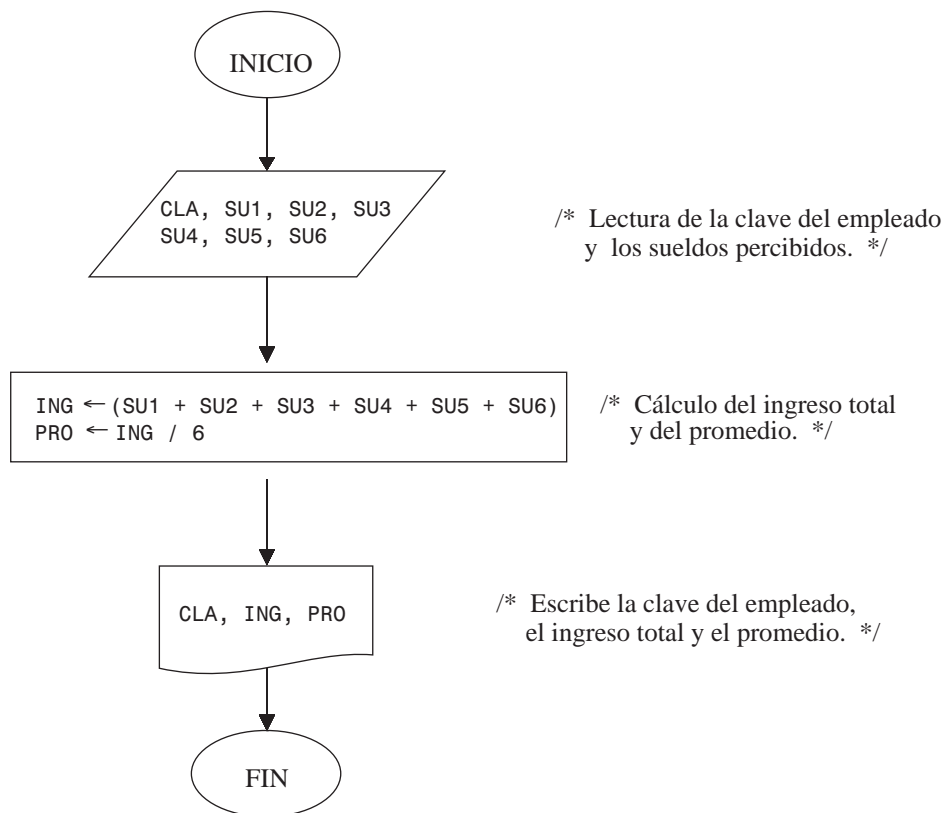 INICIO
CLA, SU1, SU2, SU3
SU4, SU5, SU6
/* Lectura de la clave del empleado
y los sueldos percibidos. */
ING ← (SU1 + SU2 + SU3 + SU4 + SU5 + SU6)
PRO ← ING / 6
/* Cálculo del ingreso total
y del promedio. */
CLA, ING, PRO
/* Escribe la clave del empleado,
el ingreso total y el promedio. */
FIN